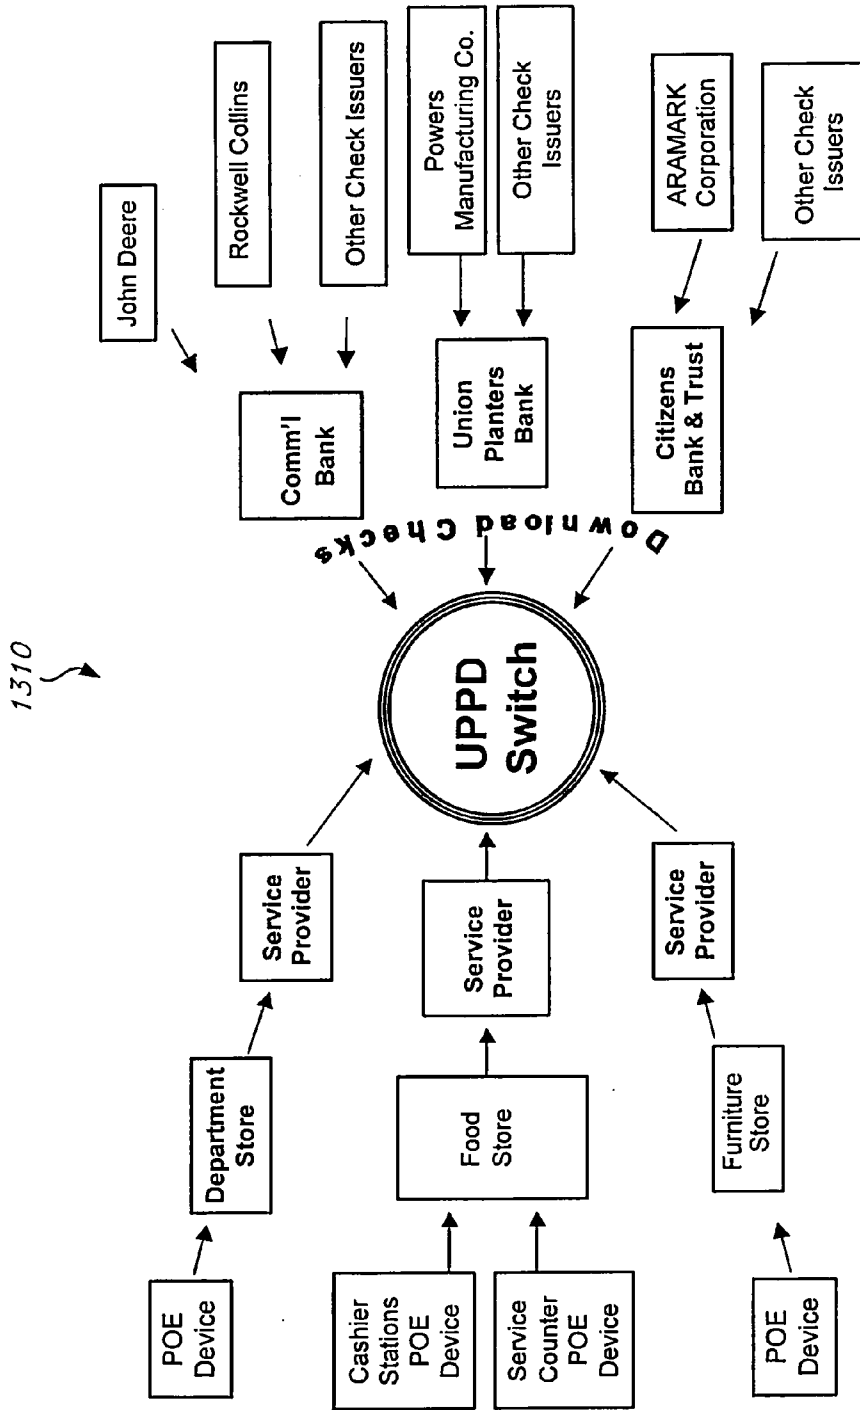 1310
POE
Device
Department
Store
Service
Provider
Cashier
Stations
POE
Device
Service
Counter
POE
Device
Food
Store
Service
Provider
POE
Device
Furniture
Store
Service
Provider
UPPD
Switch
Download Checks
Comm'l
Bank
Union
Planters
Bank
Citizens
Bank & Trust
John Deere
Rockwell Collins
Other Check Issuers
Powers
Manufacturing Co.
Other Check
Issuers
ARAMARK
Corporation
Other Check
Issuers